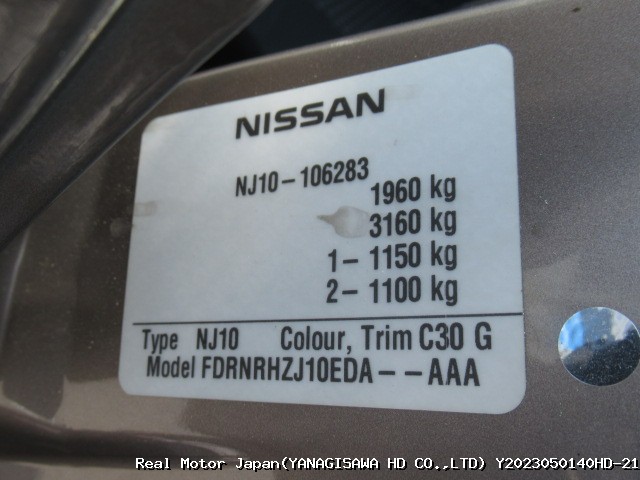 NISSAN
NJ10-106283
1960 kg
3160 kg
1- 1150 kg
2- 1100 kg
Type NJ10 Colour, Trim C30 G
Model FDRNRHZJ10EDA--AAA
Real Motor Japan(YANAGISAWA HD CO.,LTD) Y2023050140HD-21